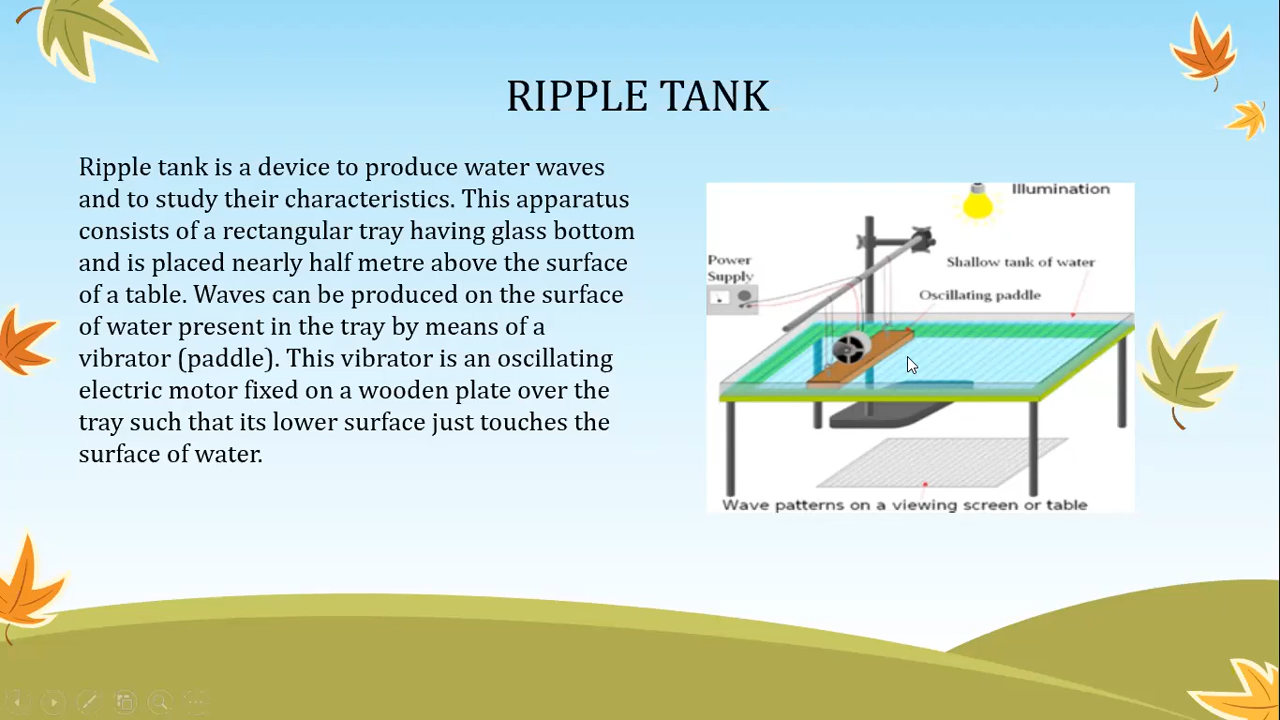 RIPPLE TANK
Ripple tank is a device to produce water waves
and to study their characteristics. This apparatus
consists of a rectangular tray having glass bottom
and is placed nearly half metre above the surface
of a table. Waves can be produced on the surface
of water present in the tray by means of a
vibrator (paddle). This vibrator is an oscillating
electric motor fixed on a wooden plate over the
tray such that its lower surface just touches the
surface of water.
Illumination
Power
Supply
Shallow tank of water
Oscillating paddle
Wave patterns on a viewing screen or table